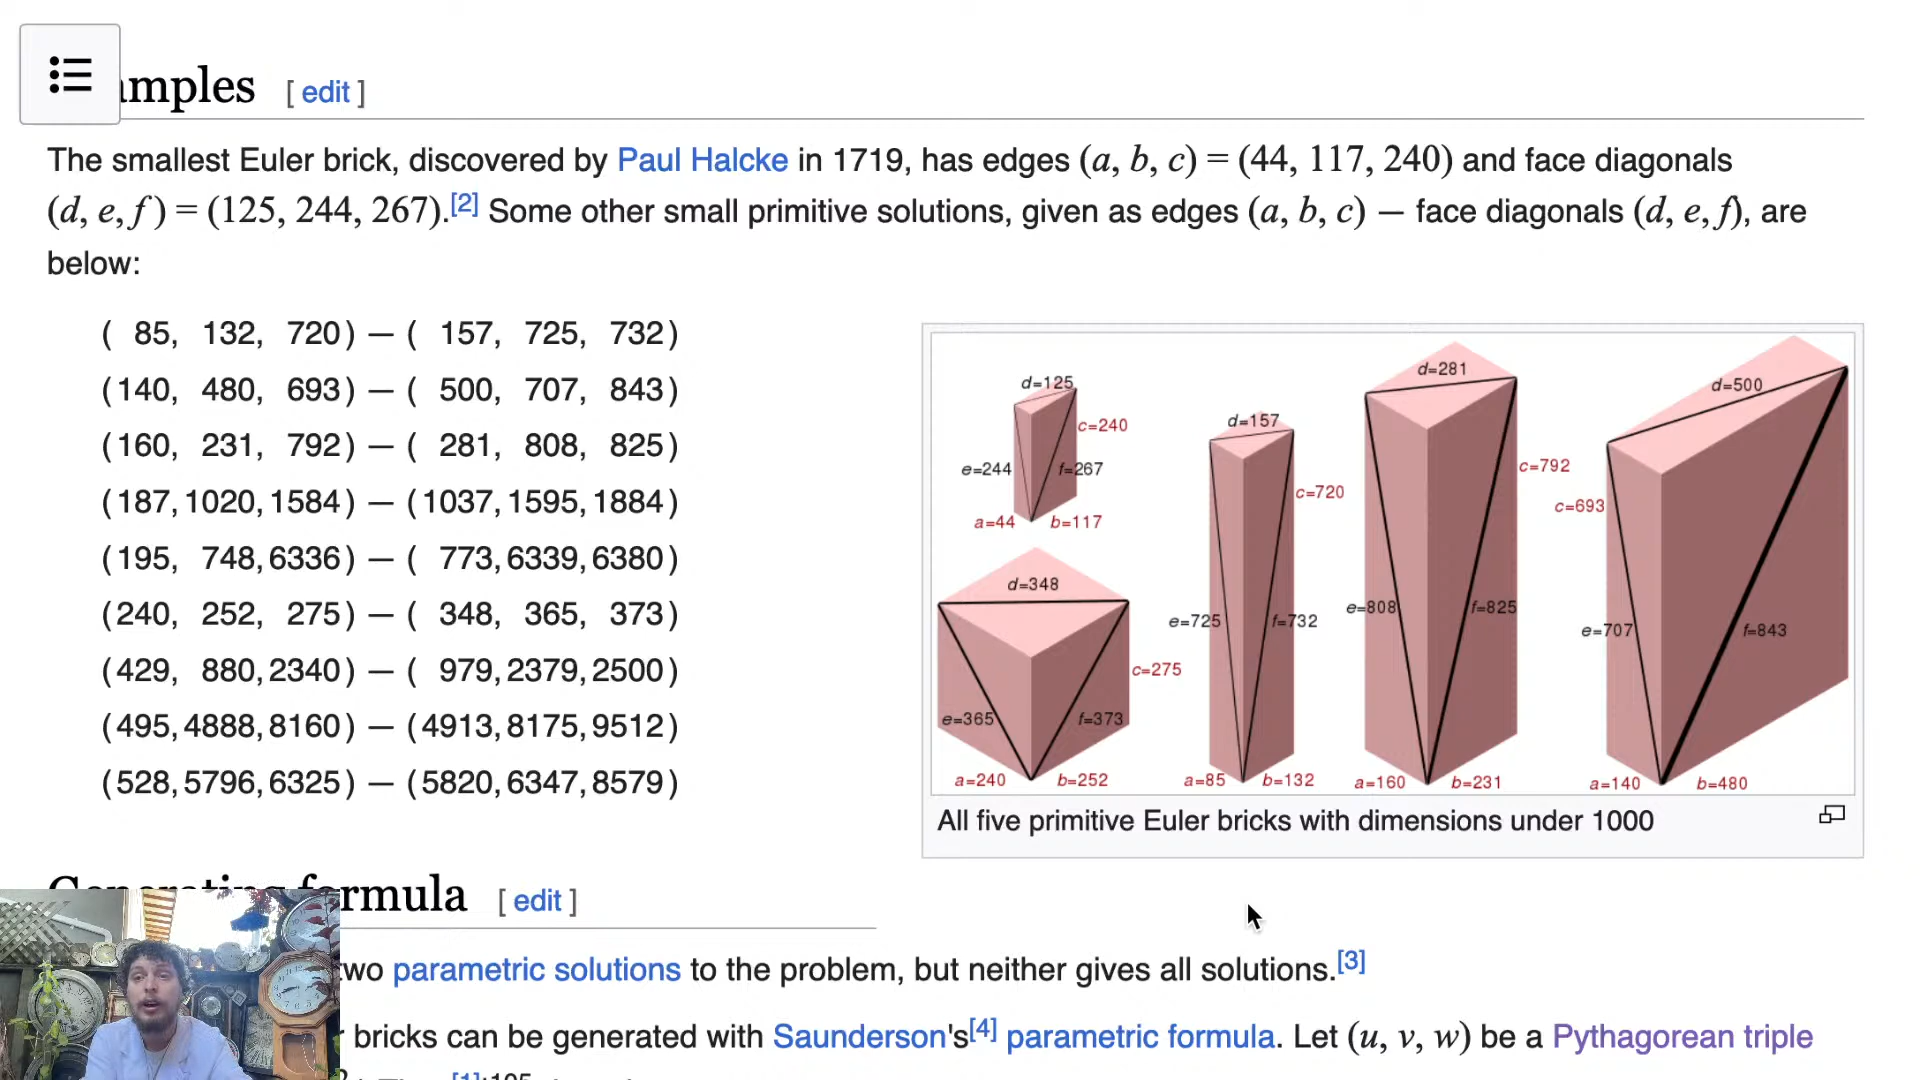 amples [ edit ]
The smallest Euler brick, discovered by Paul Halcke in 1719, has edges (a, b, c) = (44, 117, 240) and face diagonals
(d, e, f) = (125, 244, 267).[2] Some other small primitive solutions, given as edges (a, b, c) — face diagonals (d, e, f), are
below:
( 85, 132, 720) — ( 157, 725, 732)
(140, 480, 693) — ( 500, 707, 843)
(160, 231, 792) — ( 281, 808, 825)
(187, 1020, 1584) — (1037, 1595, 1884)
(195, 748, 6336) — ( 773, 6339, 6380)
(240, 252, 275) — ( 348, 365, 373)
(429, 880, 2340) — ( 979, 2379, 2500)
(495, 4888, 8160) — (4913, 8175, 9512)
(528, 5796, 6325) — (5820, 6347, 8579)
d=125
c=240
e=244
f=267
a=44
b=117
d=348
c=275
e=365
f=373
a=240
b=252
d=157
c=720
e=725
f=732
a=85
b=132
d=281
c=792
e=808
f=825
a=160
b=231
d=500
c=693
e=707
f=843
a=140
b=480
All five primitive Euler bricks with dimensions under 1000
Generating formula [ edit ]
two parametric solutions to the problem, but neither gives all solutions.[3]
bricks can be generated with Saunderson's[4] parametric formula. Let (u, v, w) be a Pythagorean triple